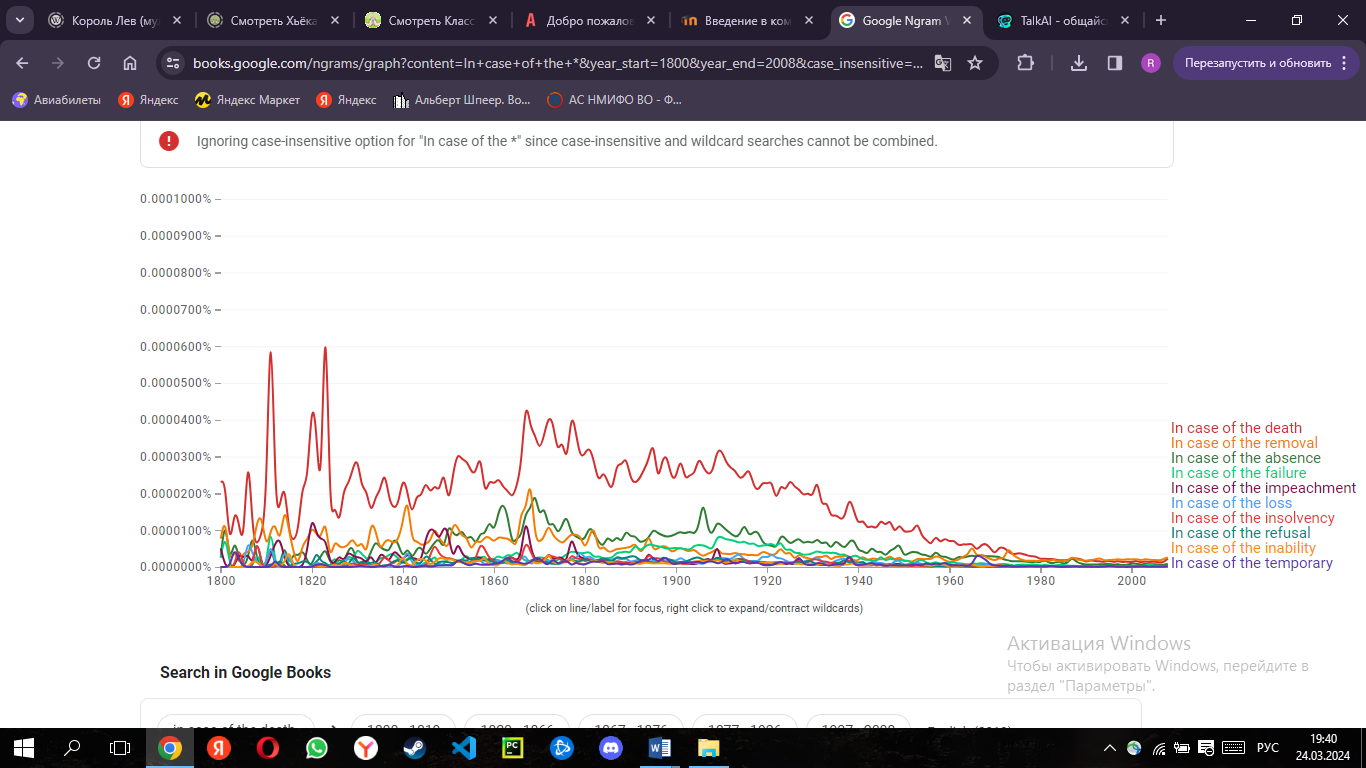 Король Лев (му
Смотреть Хьёка
Смотреть Класс
Добро пожалов
Введение в ком
Google Ngram V
TalkAI - общайс
books.google.com/ngrams/graph?content=In+case+of+the+*&year_start=1800&year_end=2008&case_insensitive=...
R
Перезапустить и обновить
Авиабилеты
Яндекс
Яндекс Маркет
Яндекс
Альберт Шпеер. Во...
АС НМИФО ВО - Ф...
Ignoring case-insensitive option for "In case of the *" since case-insensitive and wildcard searches cannot be combined.
0.0001000%
0.0000900%
0.0000800%
0.0000700%
0.0000600%
0.0000500%
0.0000400%
0.0000300%
0.0000200%
0.0000100%
0.0000000%
1800 1820 1840 1860 1880 1900 1920 1940 1960 1980 2000
In case of the death
In case of the removal
In case of the absence
In case of the failure
In case of the impeachment
In case of the loss
In case of the insolvency
In case of the refusal
In case of the inability
In case of the temporary
(click on line/label for focus, right click to expand/contract wildcards)
Активация Windows
Чтобы активировать Windows, перейдите в
раздел "Параметры".
Search in Google Books
in case of the death
РУС
19:40
24.03.2024